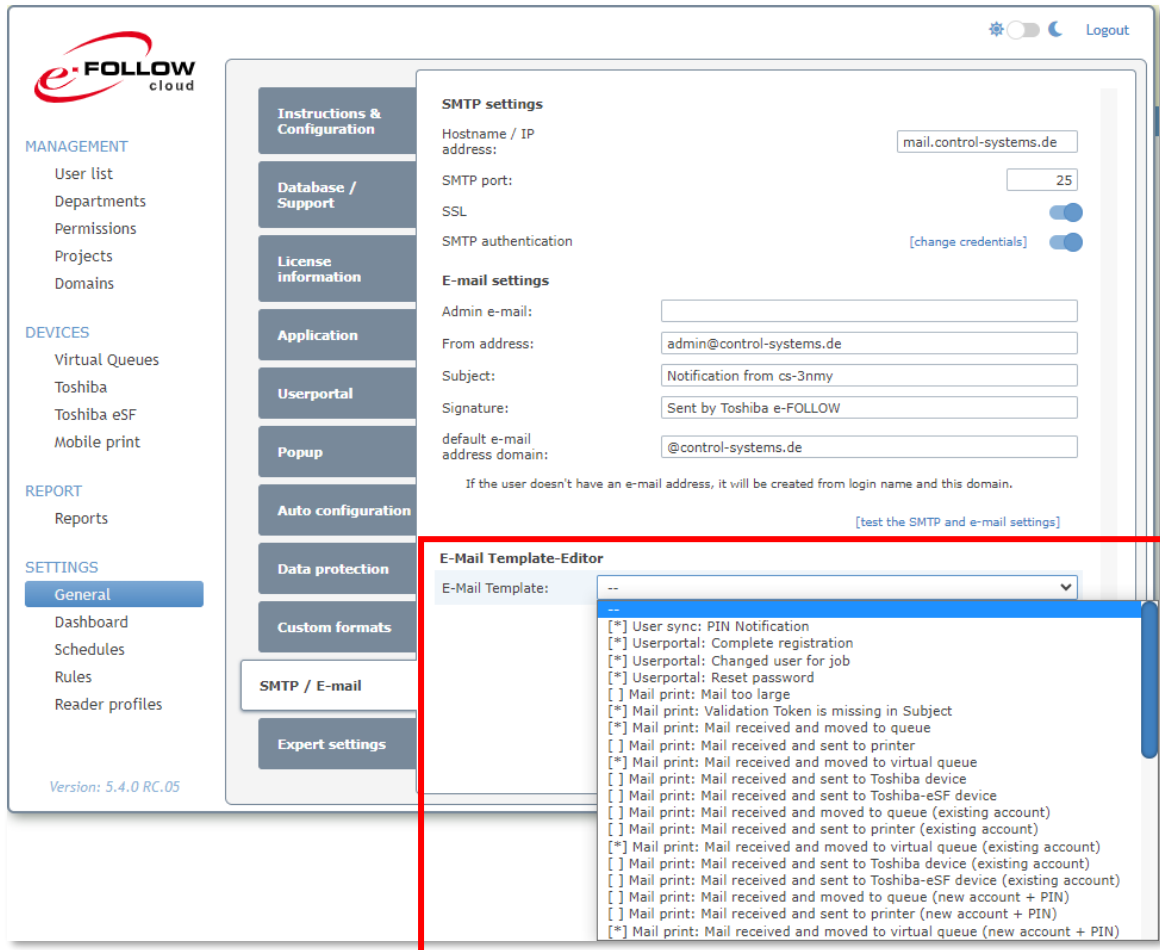 Logout
e-FOLLOW
cloud
MANAGEMENT
User list
Departments
Permissions
Projects
Domains
DEVICES
Virtual Queues
Toshiba
Toshiba eSF
Mobile print
REPORT
Reports
SETTINGS
General
Dashboard
Schedules
Rules
Reader profiles
Version: 5.4.0 RC.05
Instructions &
Configuration
Database /
Support
License
information
Application
Userportal
Popup
Auto configuration
Data protection
Custom formats
SMTP / E-mail
Expert settings
SMTP settings
Hostname / IP
address:
mail.control-systems.de
SMTP port:
25
SSL
SMTP authentication
[change credentials]
E-mail settings
Admin e-mail:
From address:
admin@control-systems.de
Subject:
Notification from cs-3nmy
Signature:
Sent by Toshiba e-FOLLOW
default e-mail
address domain:
@control-systems.de
If the user doesn't have an e-mail address, it will be created from login name and this domain.
[test the SMTP and e-mail settings]
E-Mail Template-Editor
E-Mail Template:
--
--
[*] User sync: PIN Notification
[*] Userportal: Complete registration
[*] Userportal: Changed user for job
[*] Userportal: Reset password
[ ] Mail print: Mail too large
[*] Mail print: Validation Token is missing in Subject
[*] Mail print: Mail received and moved to queue
[ ] Mail print: Mail received and sent to printer
[*] Mail print: Mail received and moved to virtual queue
[ ] Mail print: Mail received and sent to Toshiba device
[ ] Mail print: Mail received and sent to Toshiba-eSF device
[ ] Mail print: Mail received and moved to queue (existing account)
[ ] Mail print: Mail received and sent to printer (existing account)
[*] Mail print: Mail received and moved to virtual queue (existing account)
[ ] Mail print: Mail received and sent to Toshiba device (existing account)
[ ] Mail print: Mail received and sent to Toshiba-eSF device (existing account)
[ ] Mail print: Mail received and moved to queue (new account + PIN)
[ ] Mail print: Mail received and sent to printer (new account + PIN)
[*] Mail print: Mail received and moved to virtual queue (new account + PIN)